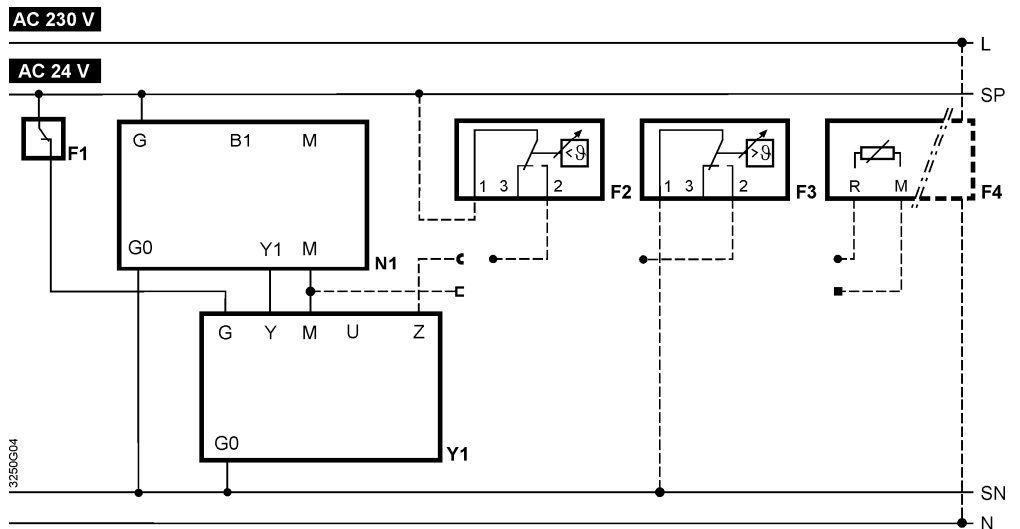 AC 230 V
L
AC 24 V
SP
F1
G B1 M
G0 Y1 M
N1
<ϑ
1 3 2
F2
>ϑ
1 3 2
F3
R M
F4
G Y M U Z
G0
Y1
3250G04
SN
N